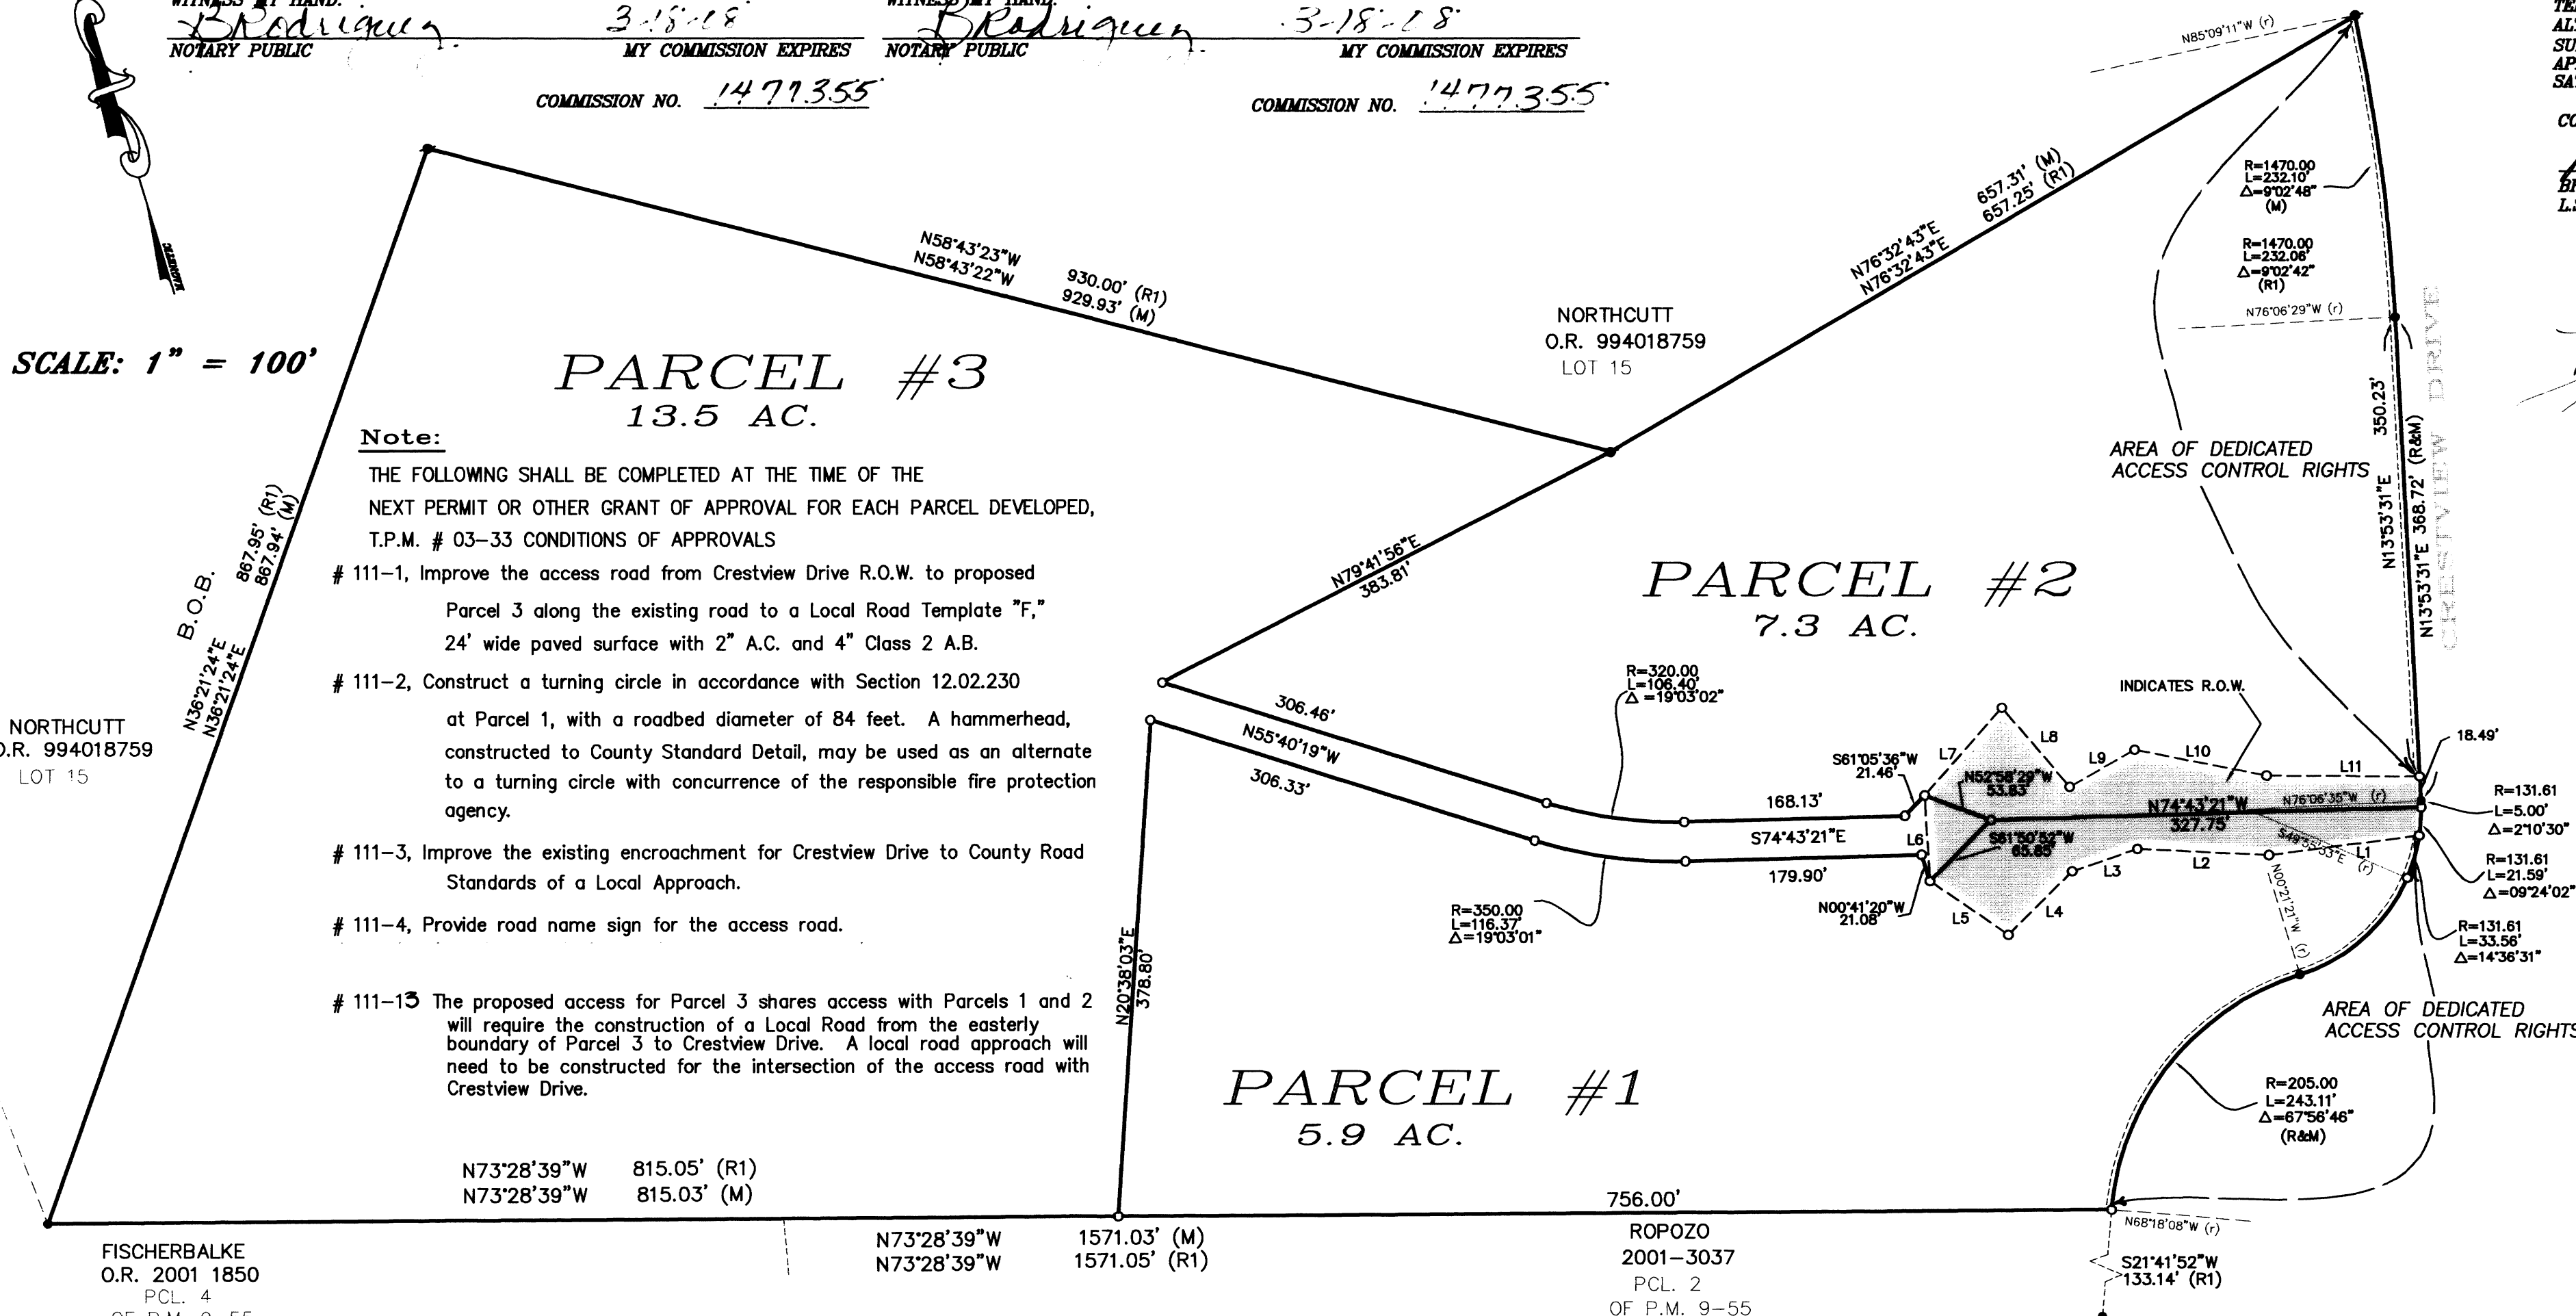 WITNESS MY HAND:
BRodriguez 3-18-08
NOTARY PUBLIC MY COMMISSION EXPIRES
COMMISSION NO. 1477355
WITNESS MY HAND:
BRodriguez 3-18-08
NOTARY PUBLIC MY COMMISSION EXPIRES
COMMISSION NO. 1477355
MAGNETIC
SCALE: 1" = 100'
N58°43'23"W 930.00' (R1)
N58°43'22"W 929.93' (M)
PARCEL #3
13.5 AC.
Note:
THE FOLLOWING SHALL BE COMPLETED AT THE TIME OF THE
NEXT PERMIT OR OTHER GRANT OF APPROVAL FOR EACH PARCEL DEVELOPED,
T.P.M. # 03-33 CONDITIONS OF APPROVALS
# 111-1, Improve the access road from Crestview Drive R.O.W. to proposed
Parcel 3 along the existing road to a Local Road Template "F,"
24' wide paved surface with 2" A.C. and 4" Class 2 A.B.
# 111-2, Construct a turning circle in accordance with Section 12.02.230
at Parcel 1, with a roadbed diameter of 84 feet. A hammerhead,
constructed to County Standard Detail, may be used as an alternate
to a turning circle with concurrence of the responsible fire protection
agency.
# 111-3, Improve the existing encroachment for Crestview Drive to County Road
Standards of a Local Approach.
# 111-4, Provide road name sign for the access road.
# 111-13 The proposed access for Parcel 3 shares access with Parcels 1 and 2
will require the construction of a Local Road from the easterly
boundary of Parcel 3 to Crestview Drive. A local road approach will
need to be constructed for the intersection of the access road with
Crestview Drive.
B.O.B.
867.95' (R1)
867.94' (M)
N36°21'24"E
N36°21'24"E
NORTHCUTT
O.R. 994018759
LOT 15
N73°28'39"W 815.05' (R1)
N73°28'39"W 815.03' (M)
FISCHERBALKE
O.R. 2001 1850
PCL. 4
OF P.M. 9-55
N73°28'39"W 1571.03' (M)
N73°28'39"W 1571.05' (R1)
NORTHCUTT
O.R. 994018759
LOT 15
657.31' (M)
657.25' (R1)
N76°32'43"E
N76°32'43"E
N79°41'56"E
383.81'
PARCEL #2
7.3 AC.
N85°09'11"W (r)
R=1470.00
L=232.10'
Δ=9°02'48"
(M)
R=1470.00
L=232.06'
Δ=9°02'42"
(R1)
N76°06'29"W (r)
CRESTVIEW DRIVE
350.23'
N13°53'31"E
N13°53'31"E 368.72' (R&M)
AREA OF DEDICATED
ACCESS CONTROL RIGHTS
INDICATES R.O.W.
306.46'
N55°40'19"W
306.33'
R=320.00
L=106.40'
Δ=19°03'02"
168.13'
S74°43'21"E
179.90'
R=350.00
L=116.37'
Δ=19°03'01"
S61°05'36"W
21.46'
N00°41'20"W
21.08'
L6
L7
L8
L9
L10
L11
N52°58'29"W
53.83'
S61°50'52"W
65.85'
N74°43'21"W
327.75'
N76°06'35"W (r)
S49°55'33"E (r)
L5
L4
L3
L2
L1
N00°21'21"W (r)
18.49'
R=131.61
L=5.00'
Δ=2°10'30"
R=131.61
L=21.59'
Δ=09°24'02"
R=131.61
L=33.56'
Δ=14°36'31"
AREA OF DEDICATED
ACCESS CONTROL RIGHTS
R=205.00
L=243.11'
Δ=67°56'46"
(R&M)
N20°38'03"E
378.80'
PARCEL #1
5.9 AC.
756.00'
ROPOZO
2001-3037
PCL. 2
OF P.M. 9-55
N68°18'08"W (r)
S21°41'52"W
133.14' (R1)